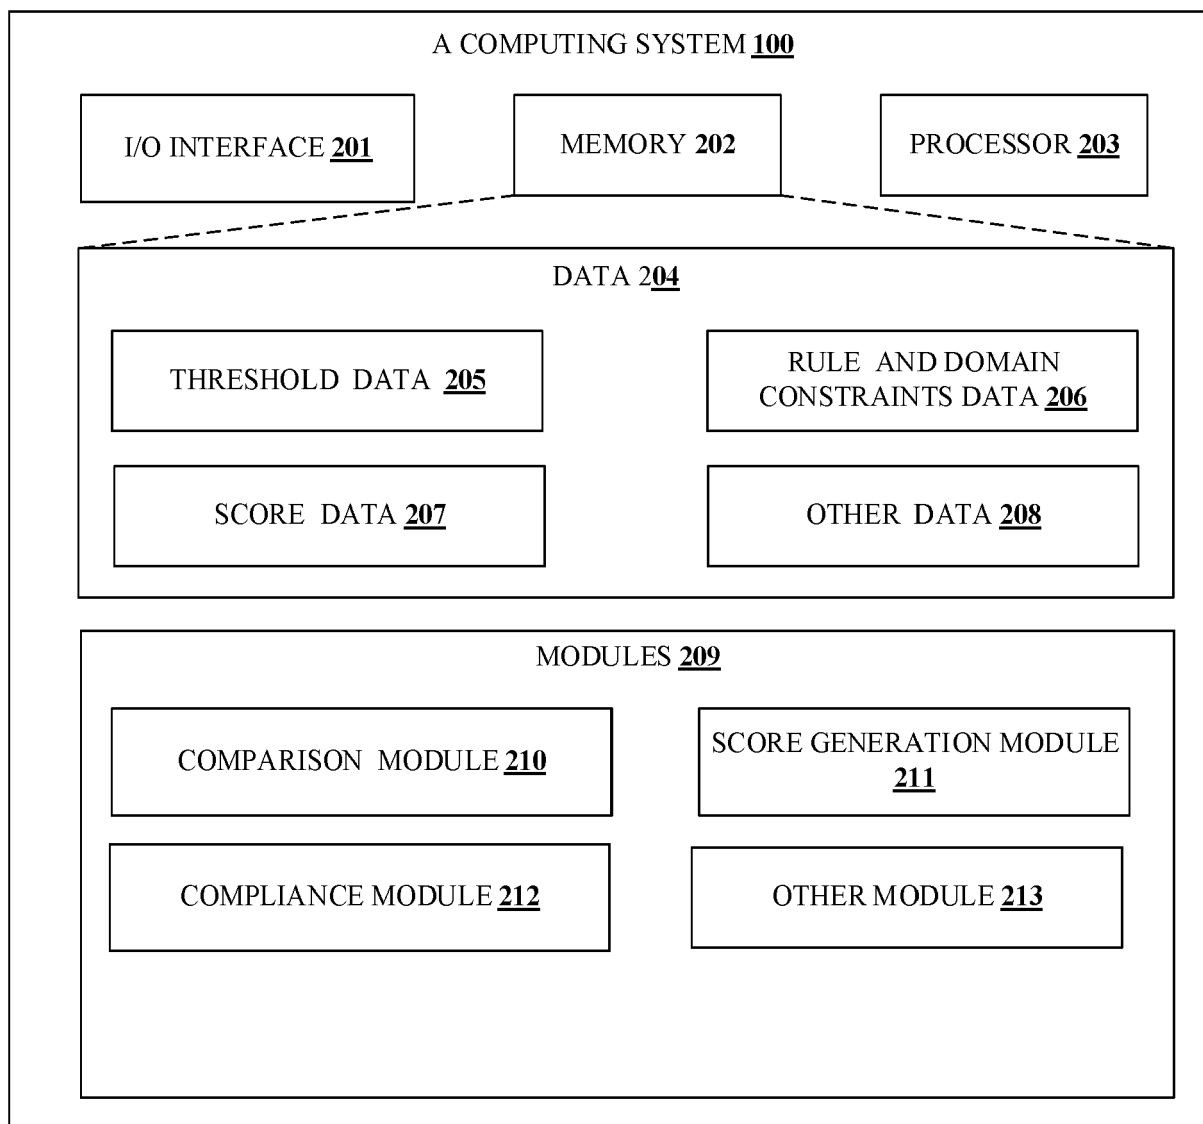 A COMPUTING SYSTEM 100
I/O INTERFACE 201
MEMORY 202
PROCESSOR 203
DATA 204
THRESHOLD DATA 205
RULE AND DOMAIN
CONSTRAINTS DATA 206
SCORE DATA 207
OTHER DATA 208
MODULES 209
COMPARISON MODULE 210
SCORE GENERATION MODULE
211
COMPLIANCE MODULE 212
OTHER MODULE 213